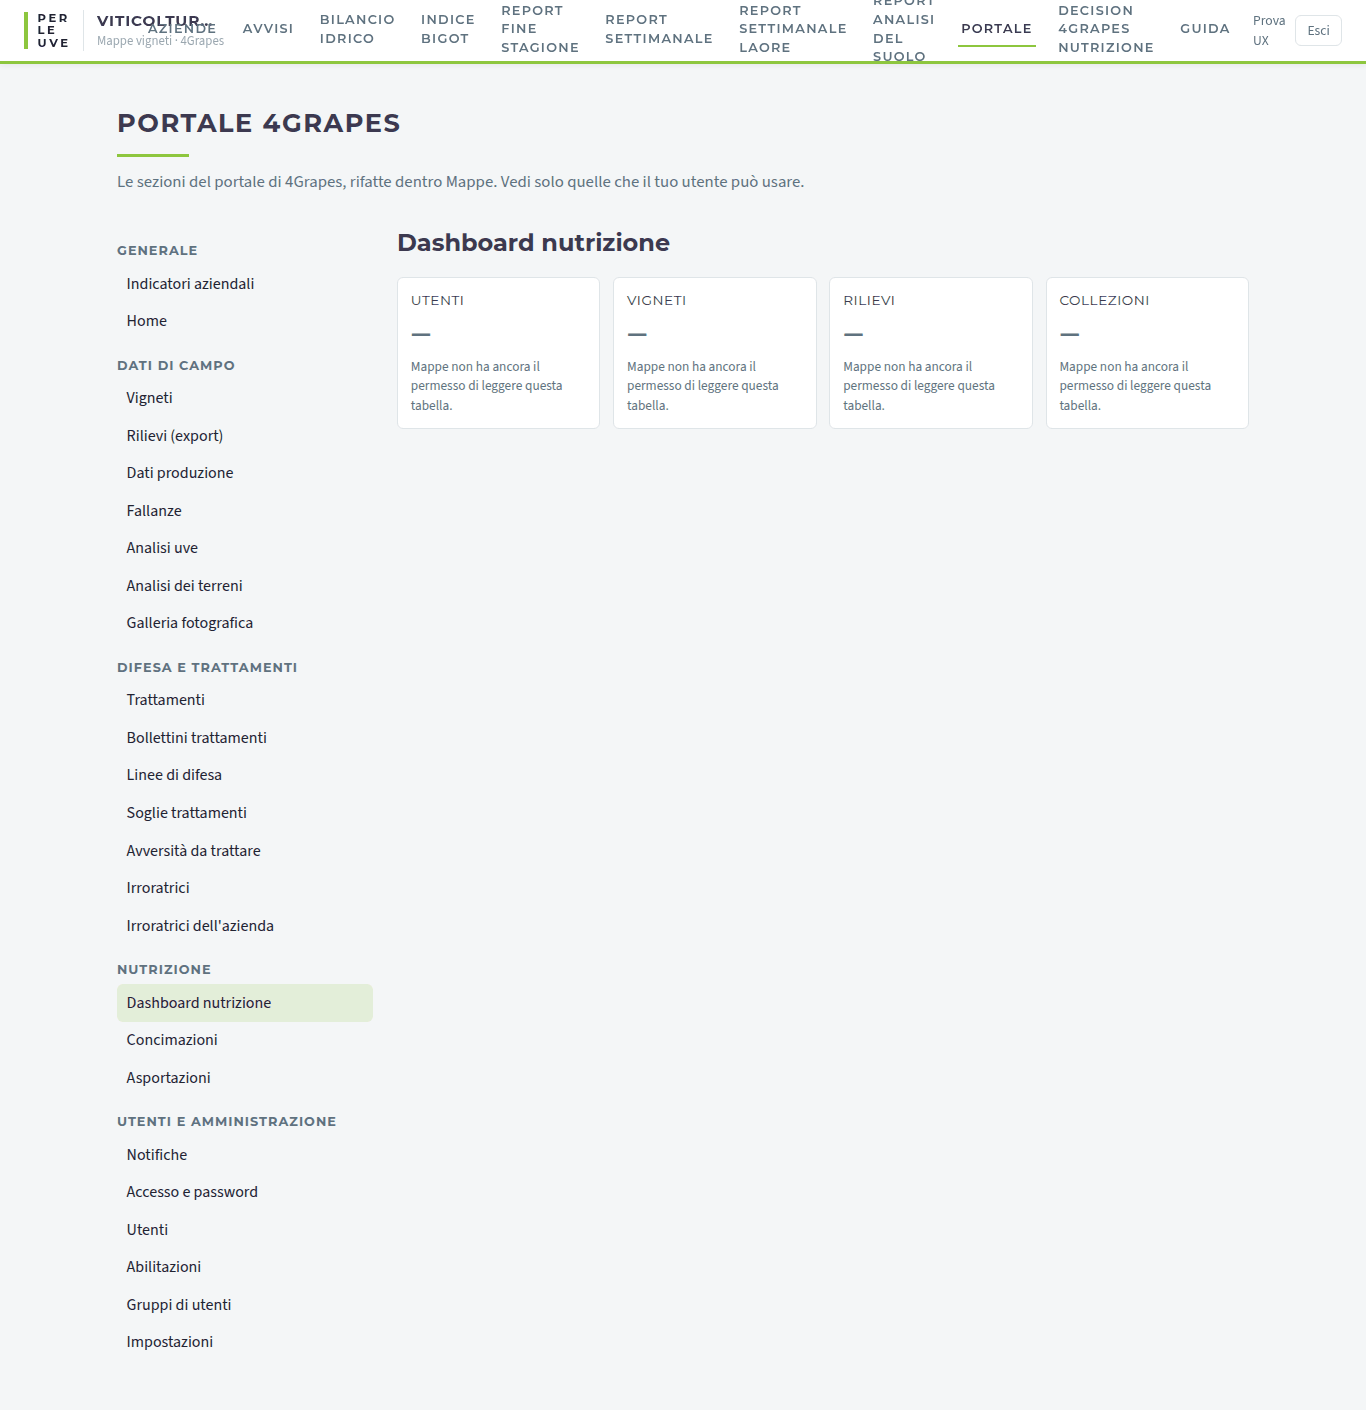 PER
LE
UVE
VITICOLTUR...
Mappe vigneti · 4Grapes
AZIENDE
AVVISI
BILANCIO
IDRICO
INDICE
BIGOT
REPORT
FINE
STAGIONE
REPORT
SETTIMANALE
REPORT
SETTIMANALE
LAORE
REPORT
ANALISI
DEL
SUOLO
PORTALE
DECISION
4GRAPES
NUTRIZIONE
GUIDA
Prova
UX
Esci
PORTALE 4GRAPES
Le sezioni del portale di 4Grapes, rifatte dentro Mappe. Vedi solo quelle che il tuo utente può usare.
GENERALE
Indicatori aziendali
Home
DATI DI CAMPO
Vigneti
Rilievi (export)
Dati produzione
Fallanze
Analisi uve
Analisi dei terreni
Galleria fotografica
DIFESA E TRATTAMENTI
Trattamenti
Bollettini trattamenti
Linee di difesa
Soglie trattamenti
Avversità da trattare
Irroratrici
Irroratrici dell'azienda
NUTRIZIONE
Dashboard nutrizione
Concimazioni
Asportazioni
UTENTI E AMMINISTRAZIONE
Notifiche
Accesso e password
Utenti
Abilitazioni
Gruppi di utenti
Impostazioni
Dashboard nutrizione
UTENTI
—
Mappe non ha ancora il
permesso di leggere questa
tabella.
VIGNETI
—
Mappe non ha ancora il
permesso di leggere questa
tabella.
RILIEVI
—
Mappe non ha ancora il
permesso di leggere questa
tabella.
COLLEZIONI
—
Mappe non ha ancora il
permesso di leggere questa
tabella.